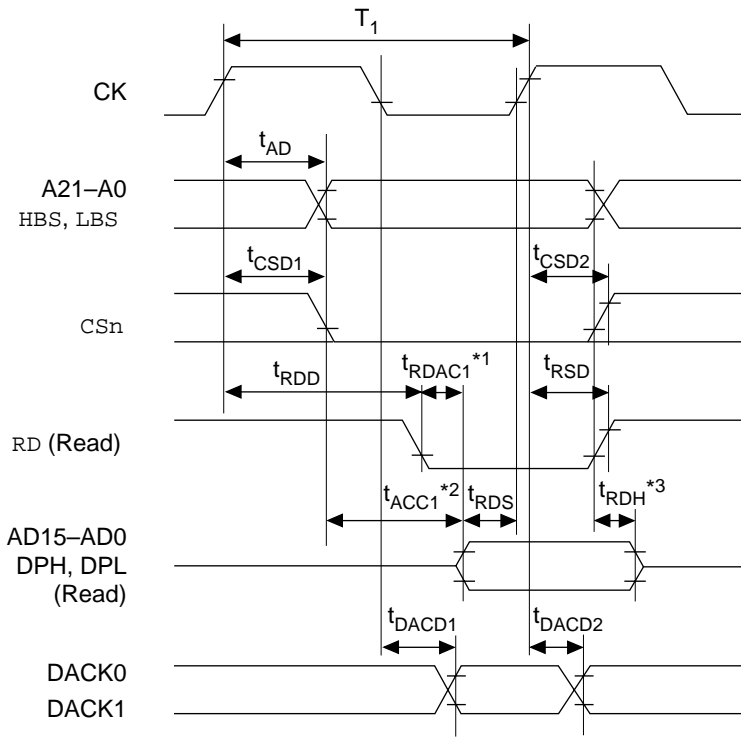 T1
CK
tAD
A21–A0
HBS, LBS
tCSD1
tCSD2
CSn
tRDD
tRDAC1*1
tRSD
RD (Read)
tACC1*2
tRDS
tRDH*3
AD15–AD0
DPH, DPL
(Read)
tDACD1
tDACD2
DACK0
DACK1